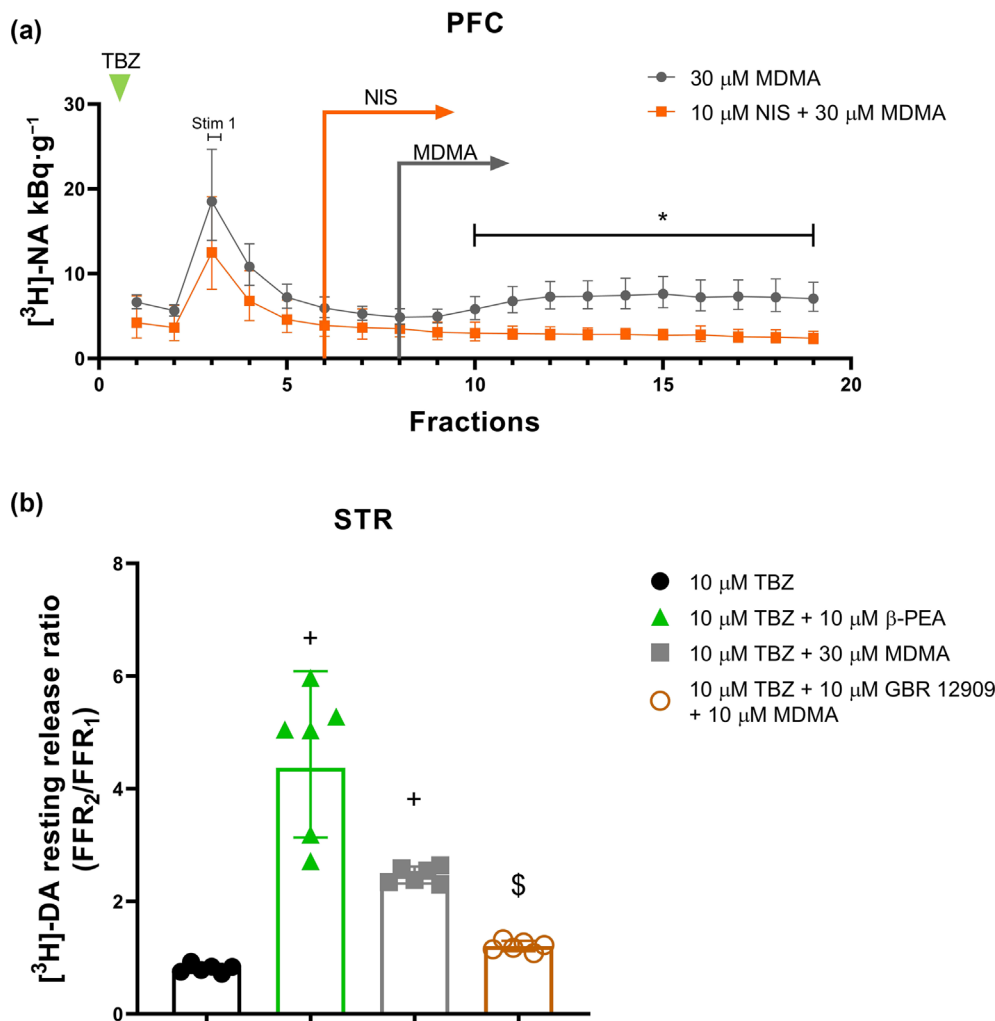 (a)
PFC
TBZ
30 μM MDMA
10 μM NIS + 30 μM MDMA
NIS
Stim 1
MDMA
*
[³H]-NA kBq·g⁻¹
30
20
10
0
0
5
10
15
20
Fractions
(b)
STR
[³H]-DA resting release ratio
(FFR₂/FFR₁)
8
6
4
2
0
+
+
$
10 μM TBZ
10 μM TBZ + 10 μM β-PEA
10 μM TBZ + 30 μM MDMA
10 μM TBZ + 10 μM GBR 12909
+ 10 μM MDMA